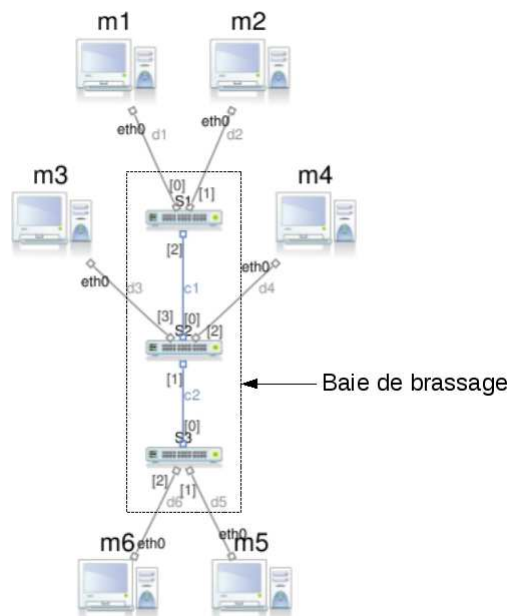 m1 m2
eth0 d1 eth0 d2
m3 [0] [1] m4
S1
[2]
eth0 d3 c1 eth0 d4
[3] [0] [2]
S2
[1] Baie de brassage
c2
[0]
S3
[2] [1]
d6 d5
m6 eth0 eth0 m5